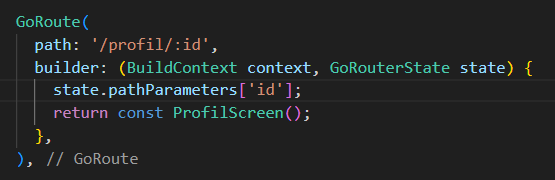 GoRoute(
  path: '/profil/:id',
  builder: (BuildContext context, GoRouterState state) {
    state.pathParameters['id'];
    return const ProfilScreen();
  },
), // GoRoute